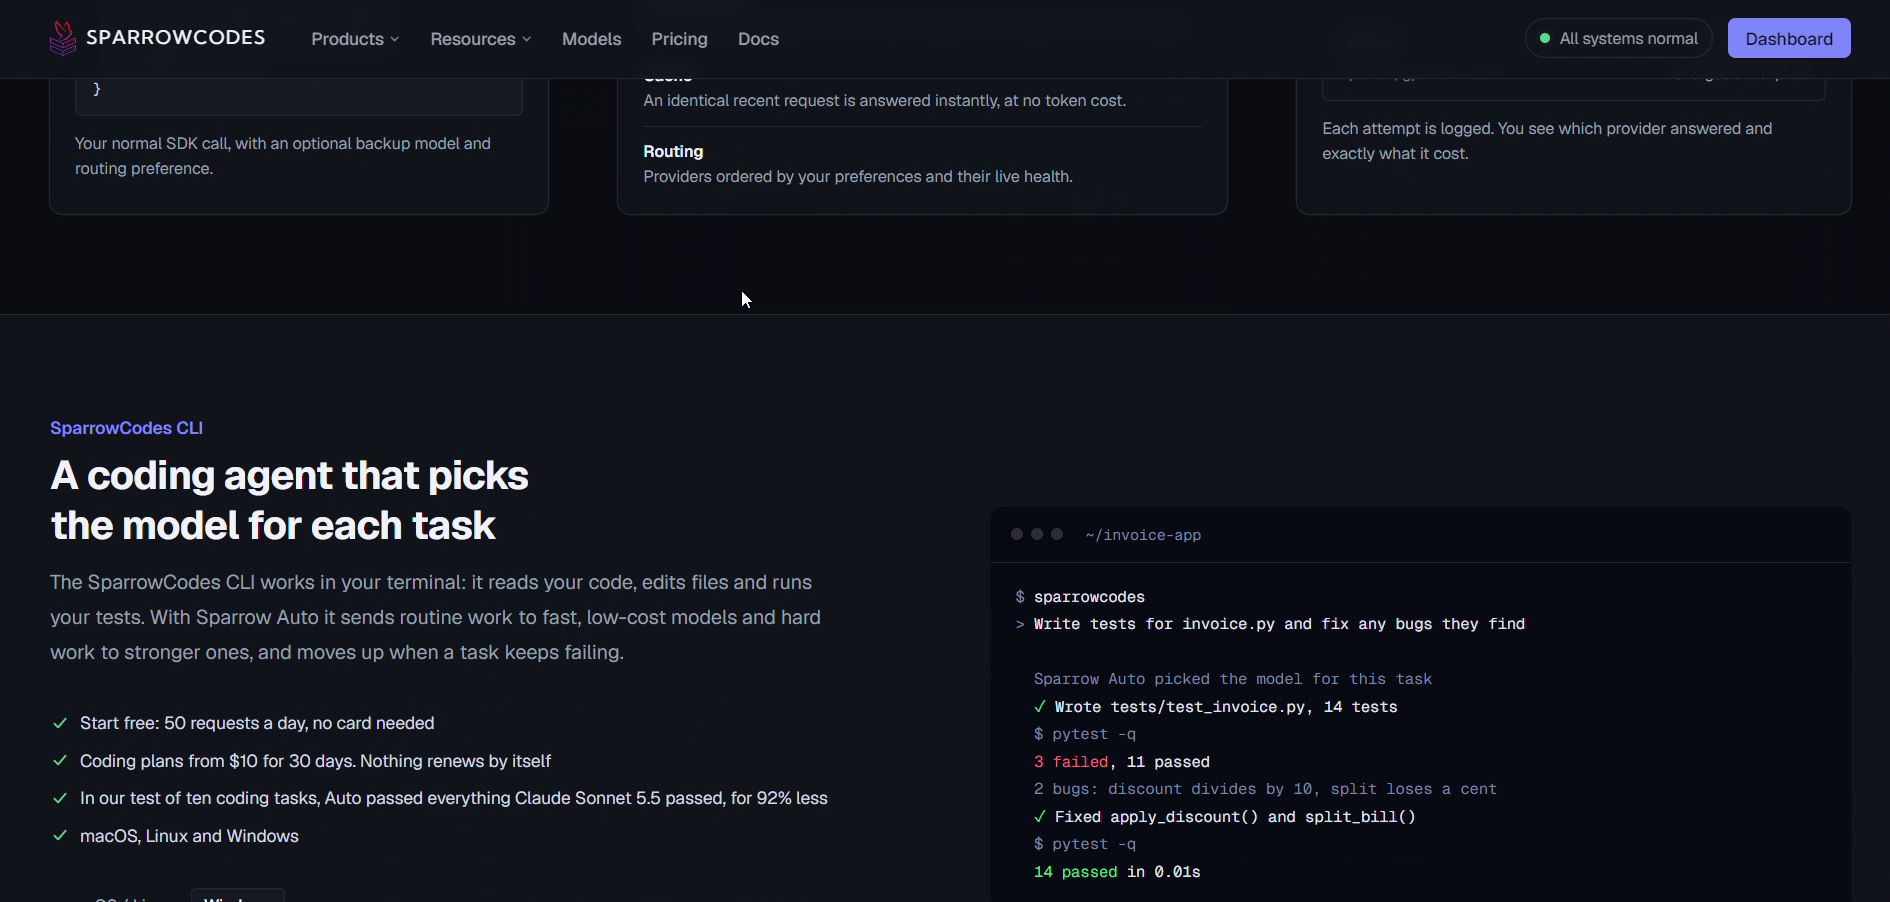 SPARROWCODES
Products
Resources
Models
Pricing
Docs
All systems normal
Dashboard
}
Your normal SDK call, with an optional backup model and
routing preference.
Cache
An identical recent request is answered instantly, at no token cost.
Routing
Providers ordered by your preferences and their live health.
Each attempt is logged. You see which provider answered and
exactly what it cost.
SparrowCodes CLI
A coding agent that picks
the model for each task
The SparrowCodes CLI works in your terminal: it reads your code, edits files and runs
your tests. With Sparrow Auto it sends routine work to fast, low-cost models and hard
work to stronger ones, and moves up when a task keeps failing.
✓ Start free: 50 requests a day, no card needed
✓ Coding plans from $10 for 30 days. Nothing renews by itself
✓ In our test of ten coding tasks, Auto passed everything Claude Sonnet 5.5 passed, for 92% less
✓ macOS, Linux and Windows
~/invoice-app
$ sparrowcodes
> Write tests for invoice.py and fix any bugs they find
Sparrow Auto picked the model for this task
✓ Wrote tests/test_invoice.py, 14 tests
$ pytest -q
3 failed, 11 passed
2 bugs: discount divides by 10, split loses a cent
✓ Fixed apply_discount() and split_bill()
$ pytest -q
14 passed in 0.01s